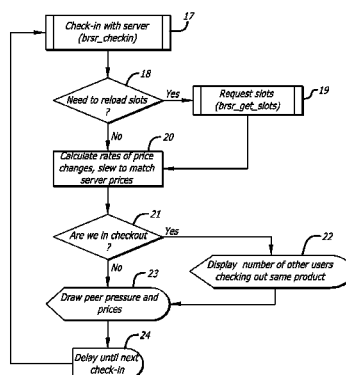 Check-in with server
(brsr_checkin)
17
18
Need to reload slots
?
Yes
No
Request slots
(brsr_get_slots)
19
20
Calculate rates of price
changes, slew to match
server prices
21
Are we in checkout
?
Yes
No
22
Display number of other users
checking out same
product
23
Draw peer pressure and
prices
24
Delay until next
check-in